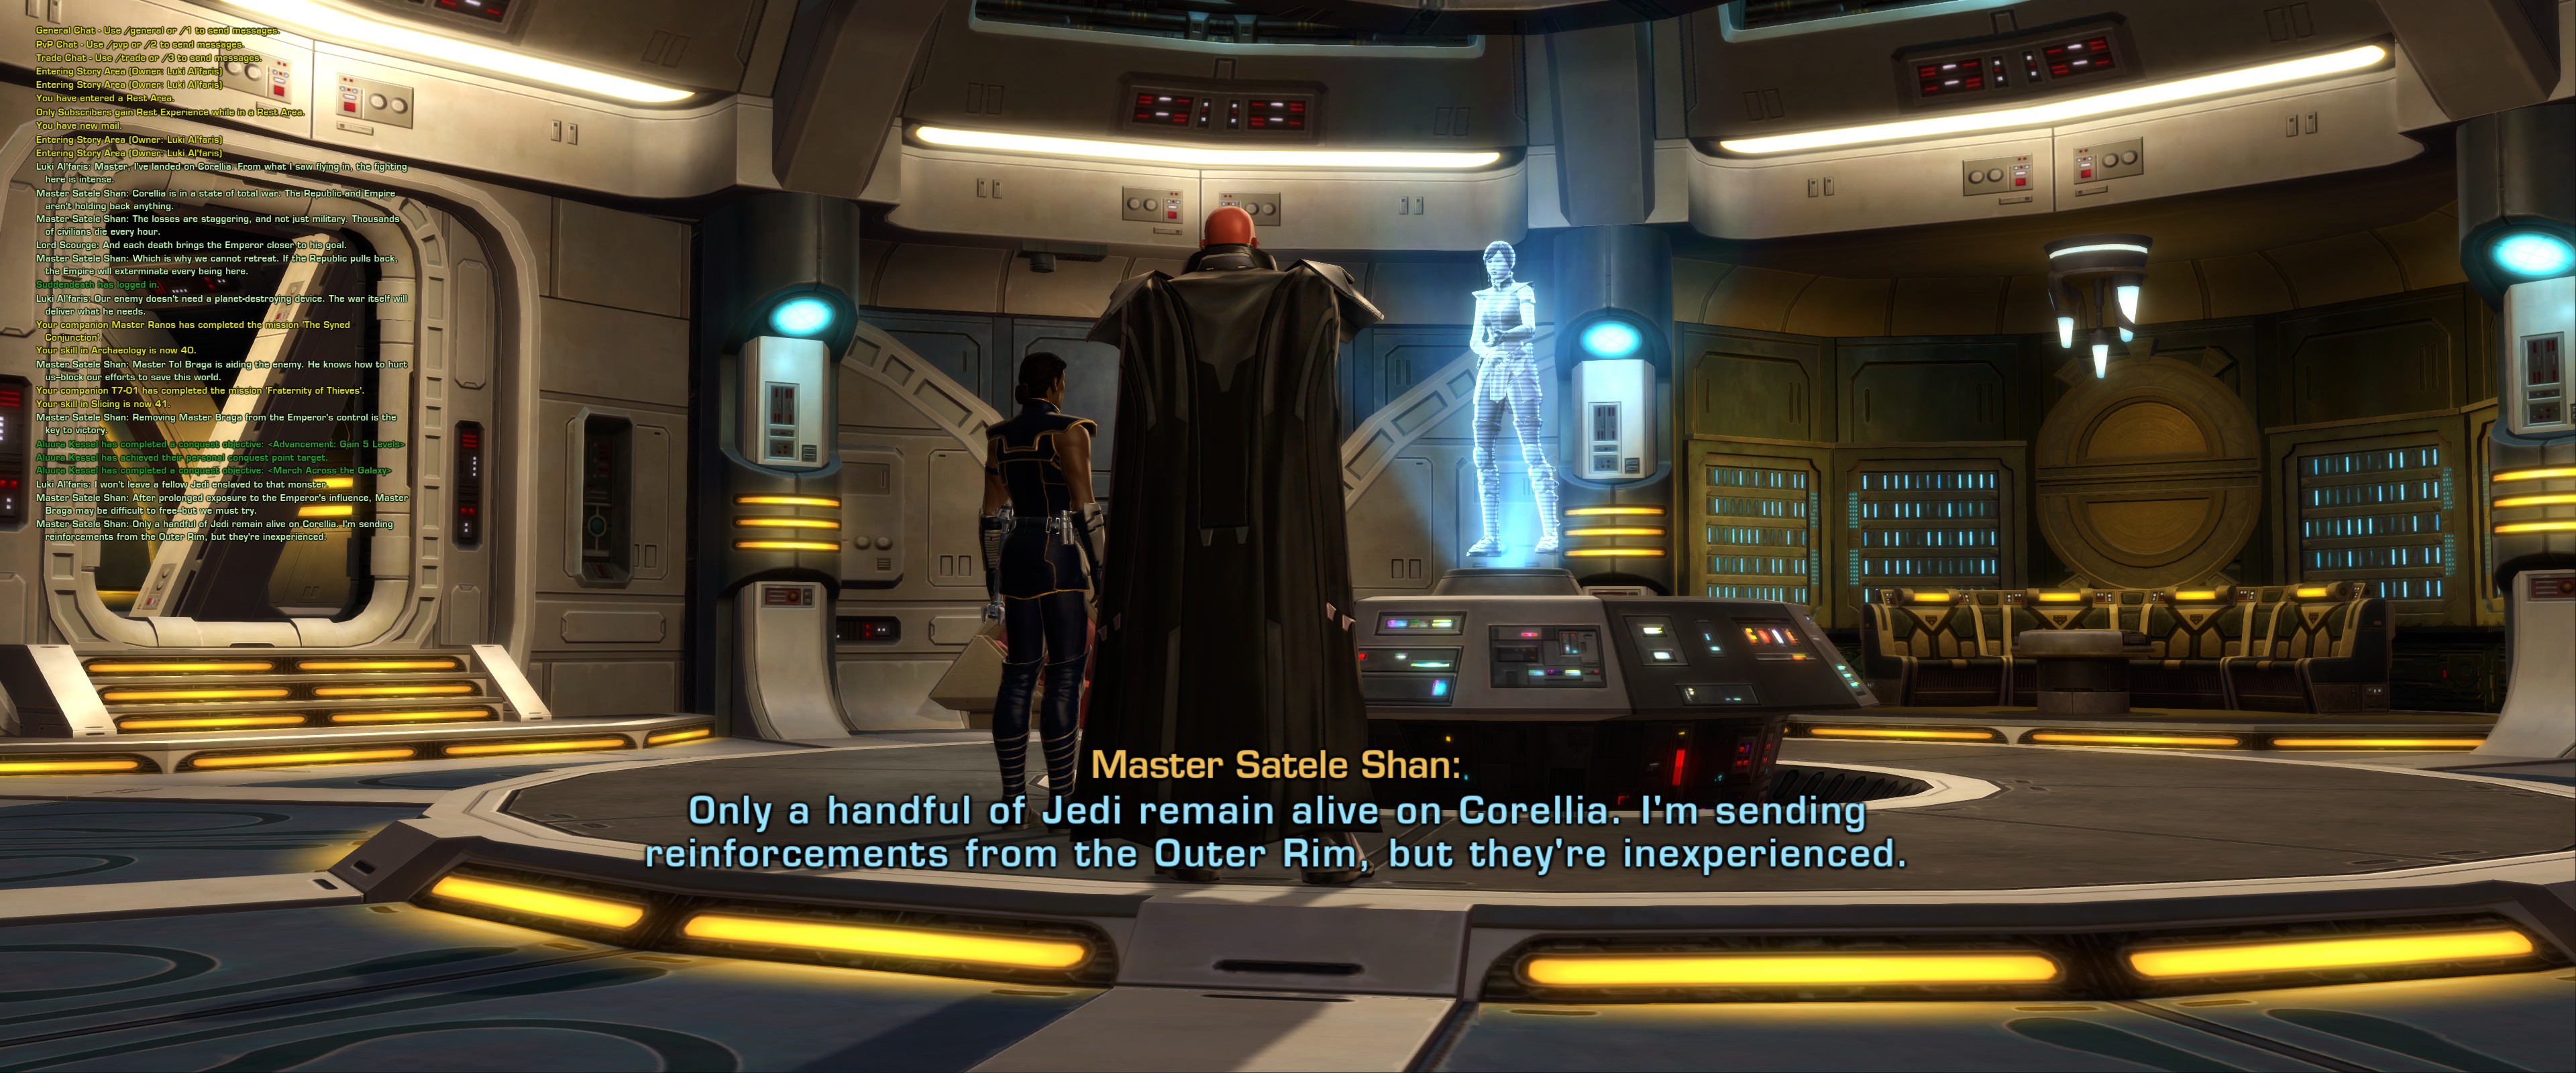 General Chat - Use /general or /1 to send messages.
PvP Chat - Use /pvp or /2 to send messages.
Trade Chat - Use /trade or /3 to send messages.
Entering Story Area (Owner: Luki Al'faris)
Entering Story Area (Owner: Luki Al'faris)
You have entered a Rest Area.
Only Subscribers gain Rest Experience while in a Rest Area.
You have new mail.
Entering Story Area (Owner: Luki Al'faris)
Entering Story Area (Owner: Luki Al'faris)
Luki Al'faris: Master, I've landed on Corellia. From what I saw flying in, the fighting
here is intense.
Master Satele Shan: Corellia is in a state of total war. The Republic and Empire
aren't holding back anything.
Master Satele Shan: The losses are staggering, and not just military. Thousands
of civilians die every hour.
Lord Scourge: And each death brings the Emperor closer to his goal.
Master Satele Shan: Which is why we cannot retreat. If the Republic pulls back,
the Empire will exterminate every being here.
Suddendeath has logged in.
Luki Al'faris: Our enemy doesn't need a planet-destroying device. The war itself will
deliver what he needs.
Your companion Master Ranos has completed the mission 'The Syned
Conjunction'.
Your skill in Archaeology is now 40.
Master Satele Shan: Master Tol Braga is aiding the enemy. He knows how to hurt
us–block our efforts to save this world.
Your companion T7-O1 has completed the mission 'Fraternity of Thieves'.
Your skill in Slicing is now 41.
Master Satele Shan: Removing Master Braga from the Emperor's control is the
key to victory.
Aluura Kessel has completed a conquest objective: <Advancement: Gain 5 Levels>
Aluura Kessel has achieved their personal conquest point target.
Aluura Kessel has completed a conquest objective: <March Across the Galaxy>
Luki Al'faris: I won't leave a fellow Jedi enslaved to that monster.
Master Satele Shan: After prolonged exposure to the Emperor's influence, Master
Braga may be difficult to free–but we must try.
Master Satele Shan: Only a handful of Jedi remain alive on Corellia. I'm sending
reinforcements from the Outer Rim, but they're inexperienced.
Master Satele Shan:
Only a handful of Jedi remain alive on Corellia. I'm sending
reinforcements from the Outer Rim, but they're inexperienced.